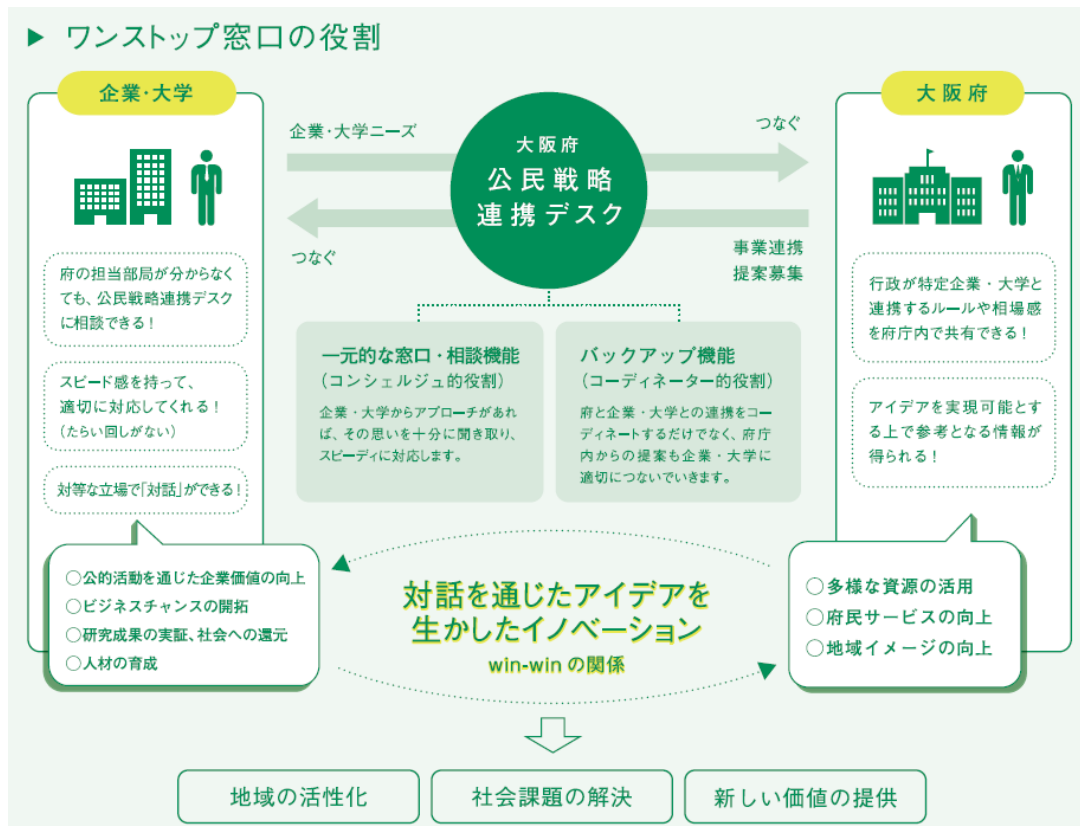 ▶ ワンストップ窓口の役割
企業・大学
府の担当部局が分からなく
ても、公民戦略連携デスク
に相談できる！
スピード感を持って、
適切に対応してくれる！
(たらい回しがない)
対等な立場で「対話」ができる！
○公的活動を通じた企業価値の向上
○ビジネスチャンスの開拓
○研究成果の実証、社会への還元
○人材の育成
企業・大学ニーズ
つなぐ
大阪府
公民戦略
連携デスク
つなぐ
事業連携
提案募集
一元的な窓口・相談機能
(コンシェルジュ的役割)
企業・大学からアプローチがあれ
ば、その思いを十分に聞き取り、
スピーディに対応します。
バックアップ機能
(コーディネーター的役割)
府と企業・大学との連携をコー
ディネートするだけでなく、府庁
内からの提案も企業・大学に
適切につないでいきます。
大阪府
行政が特定企業・大学と
連携するルールや相場感
を府庁内で共有できる！
アイデアを実現可能とす
る上で参考となる情報が
得られる！
○多様な資源の活用
○府民サービスの向上
○地域イメージの向上
対話を通じたアイデアを
生かしたイノベーション
win-winの関係
地域の活性化
社会課題の解決
新しい価値の提供